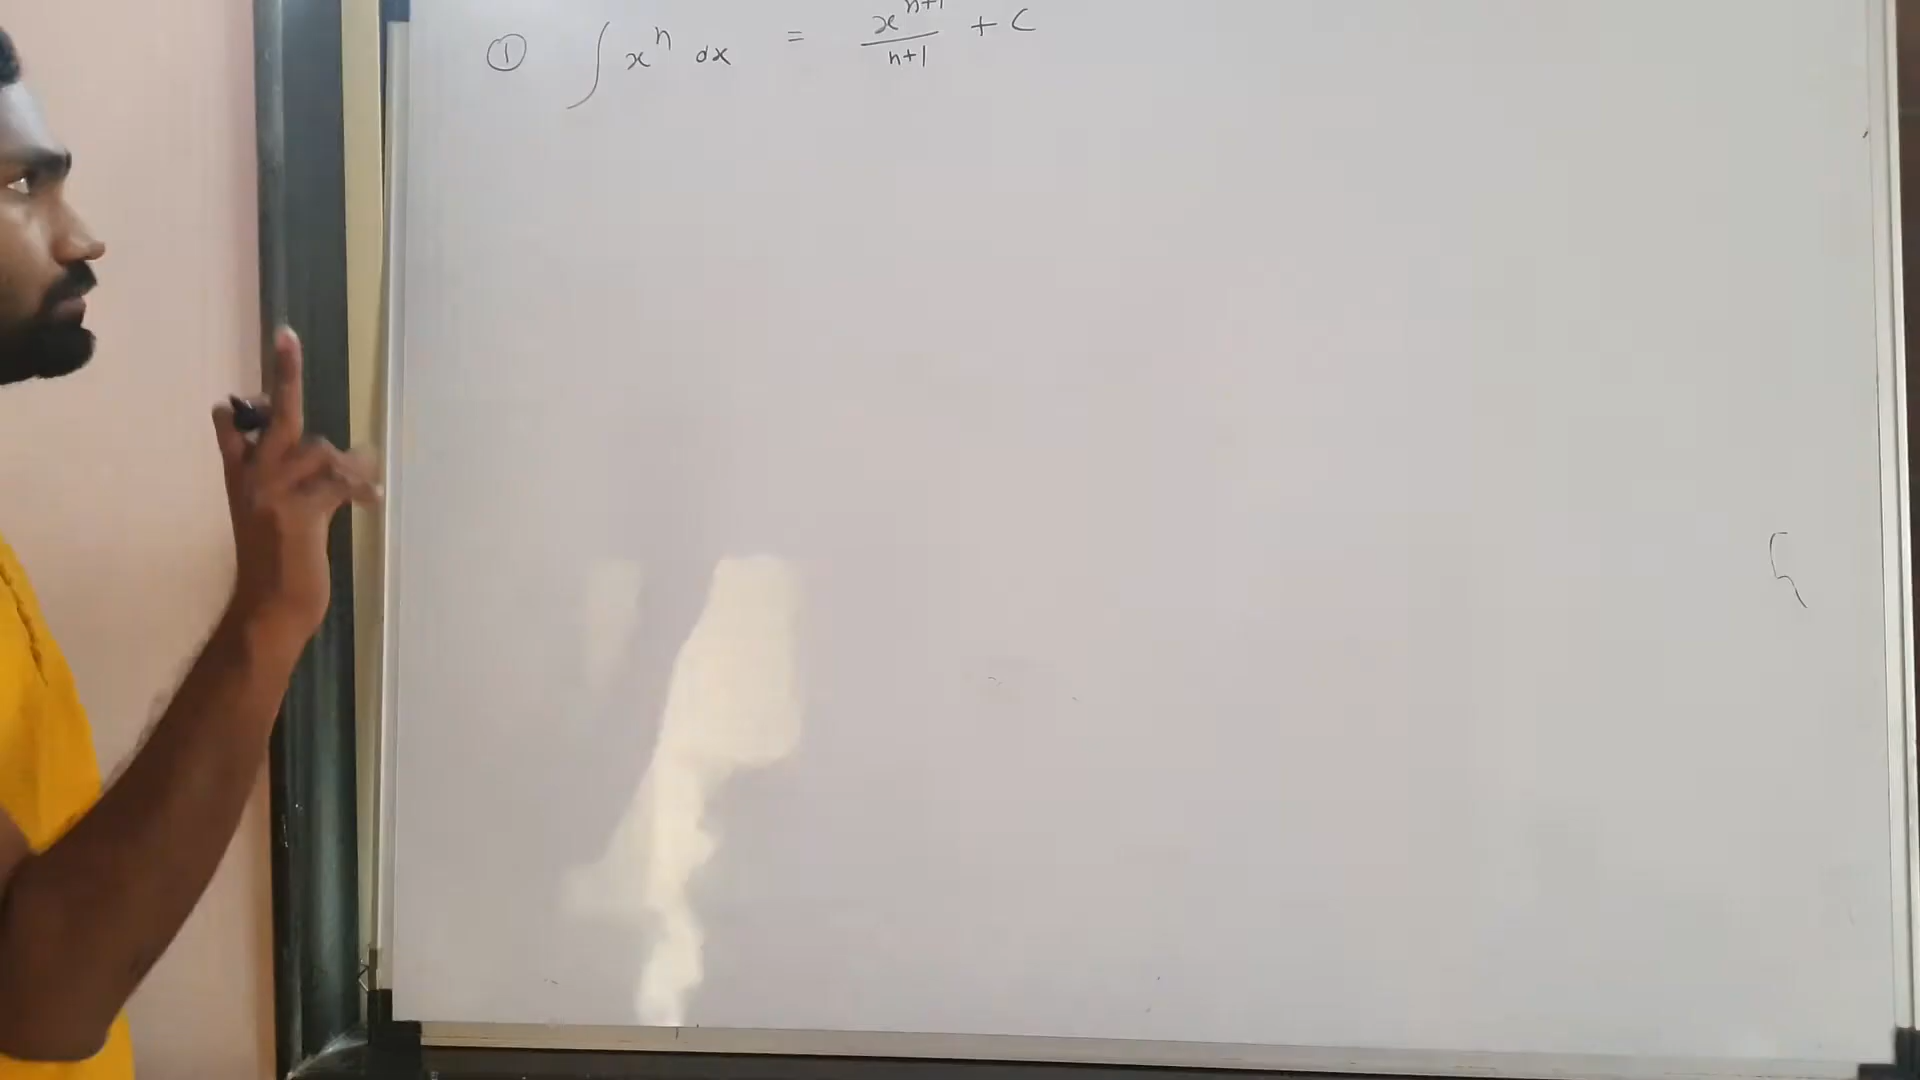 ① ∫ xⁿ dx = xⁿ⁺¹/n+1 + C